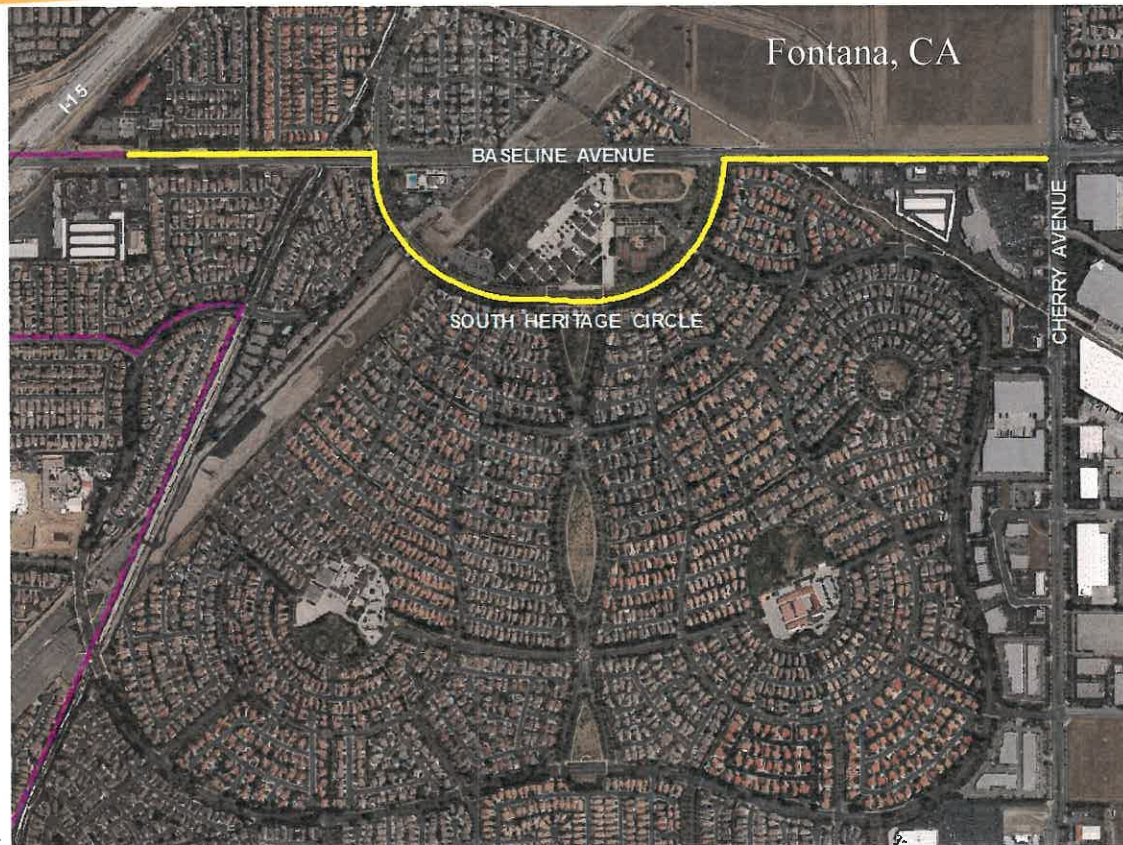 Fontana, CA
I-15
BASELINE AVENUE
CHERRY AVENUE
SOUTH HERITAGE CIRCLE